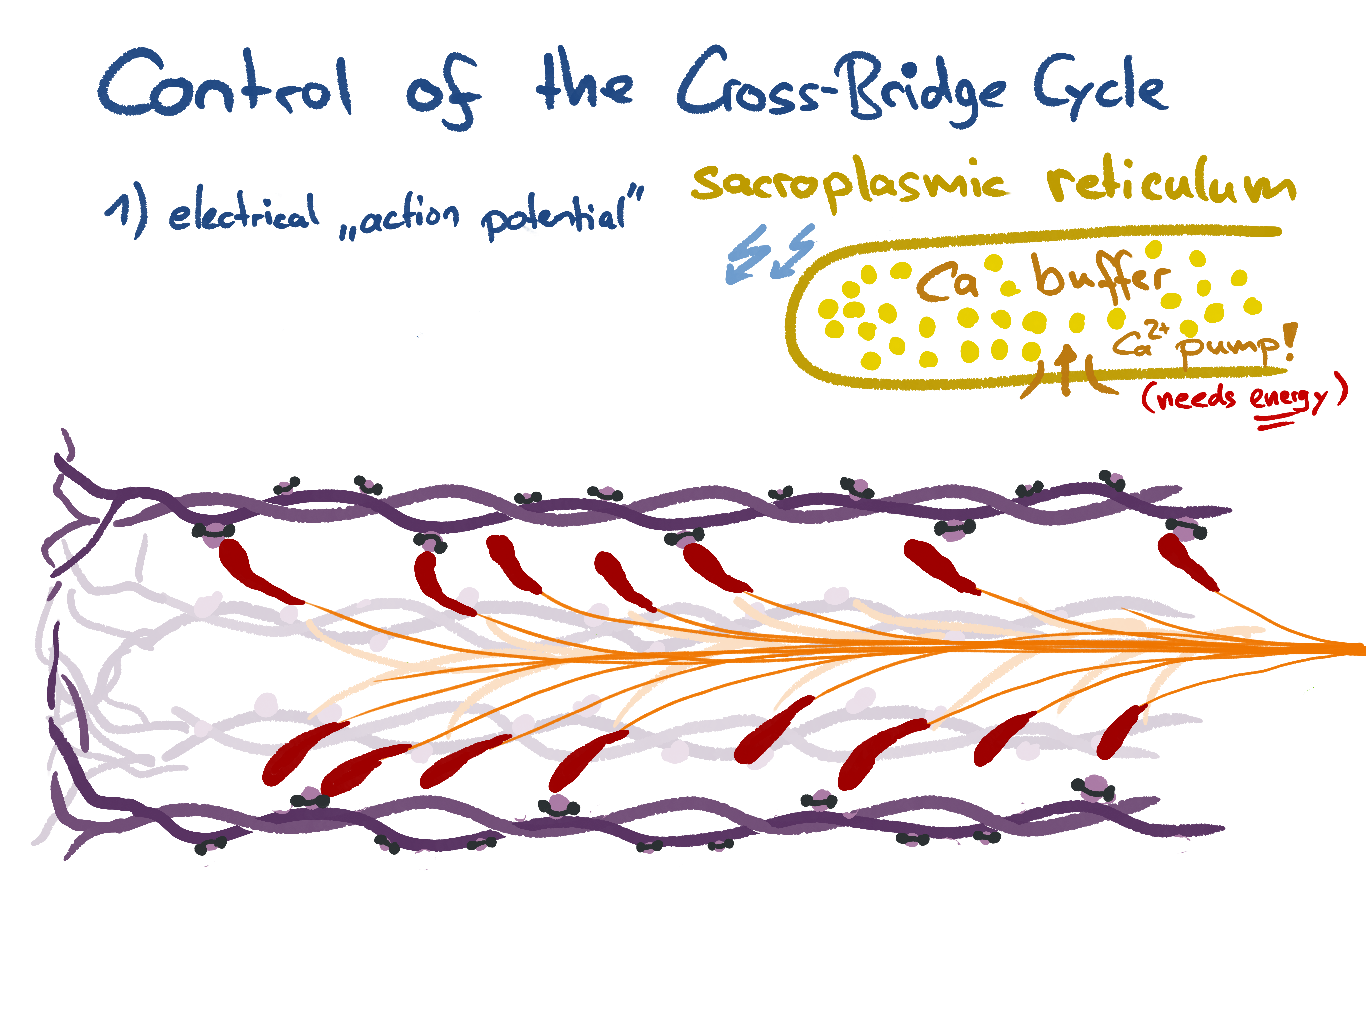 Control of the Cross-Bridge Cycle
1) electrical „action potential”
sacroplasmic reticulum
Ca buffer
Ca²⁺ pump!
(needs energy)